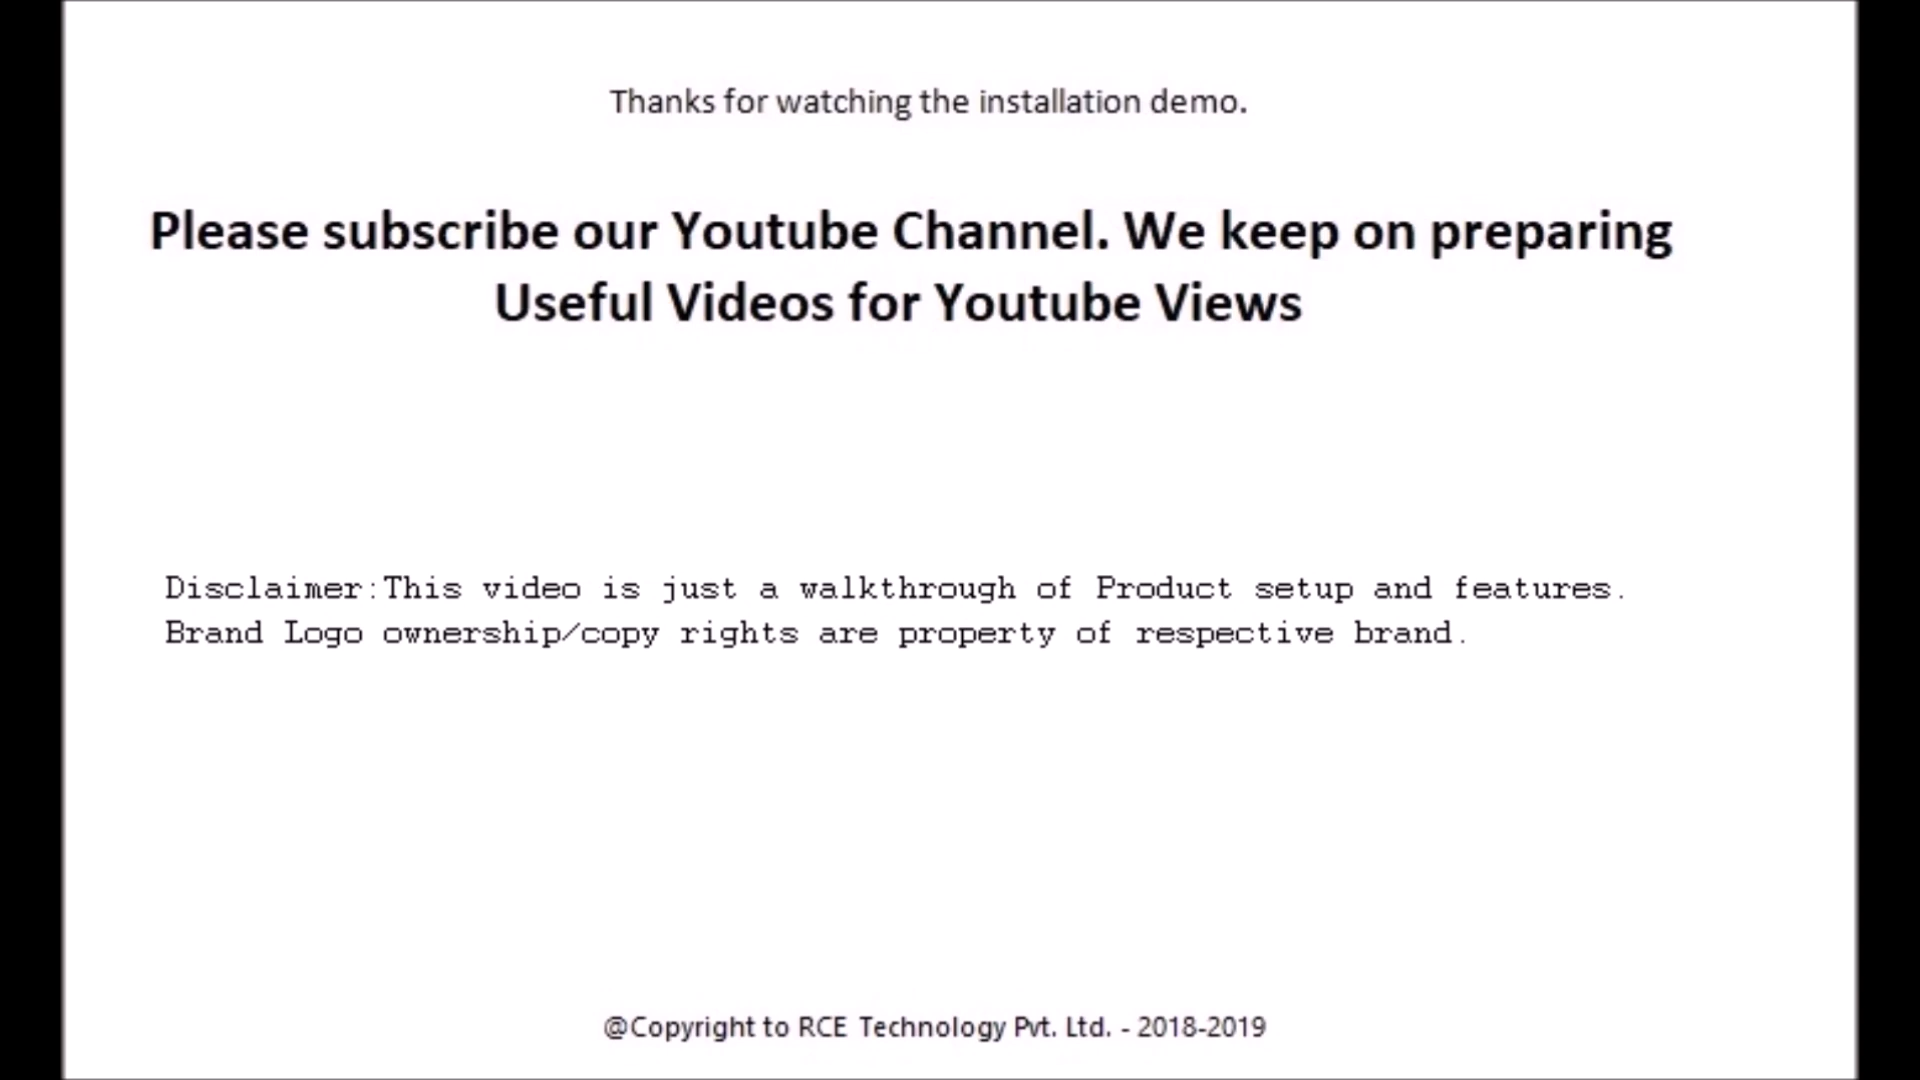 Thanks for watching the installation demo.
Please subscribe our Youtube Channel. We keep on preparing
Useful Videos for Youtube Views
Disclaimer:This video is just a walkthrough of Product setup and features.
Brand Logo ownership/copy rights are property of respective brand.
@Copyright to RCE Technology Pvt. Ltd. - 2018-2019